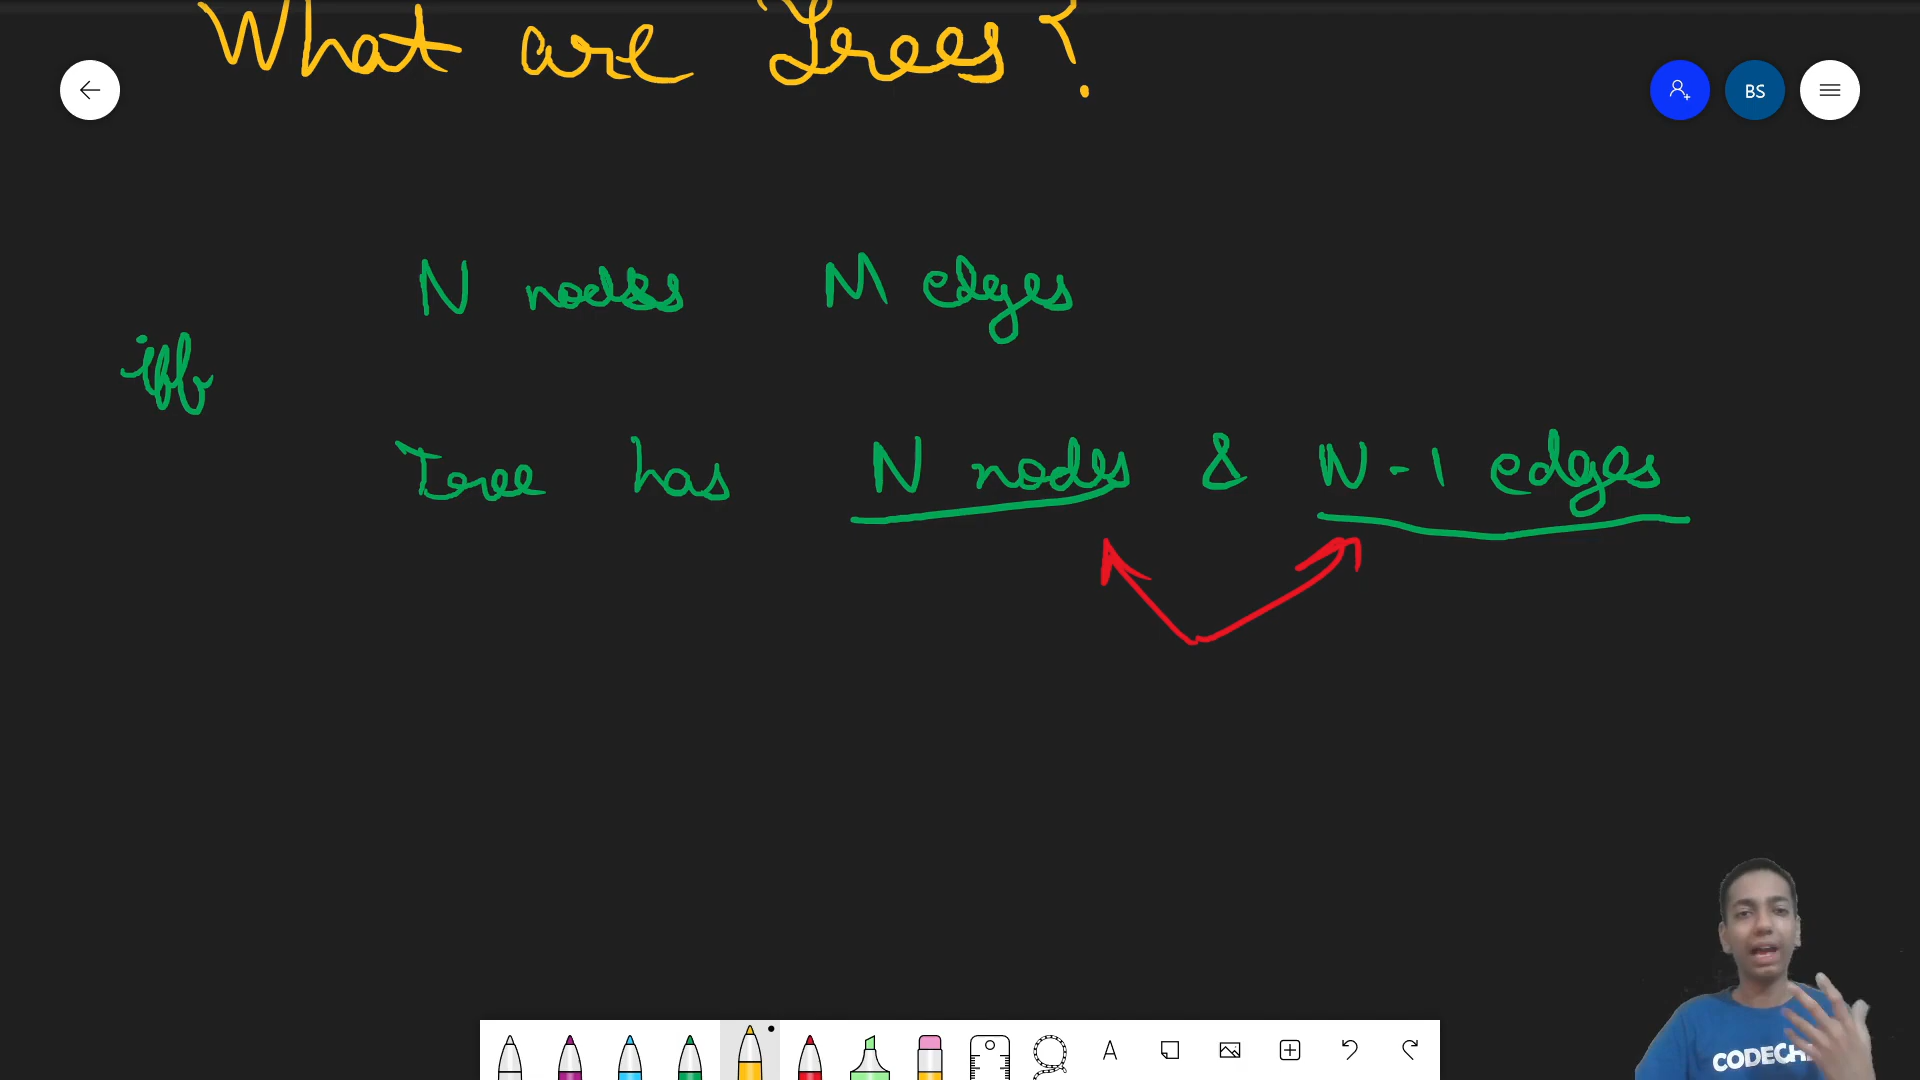 What are Trees?
BS
N nodes M edges
iff
Tree has N nodes & N-1 edges
A
CODECH